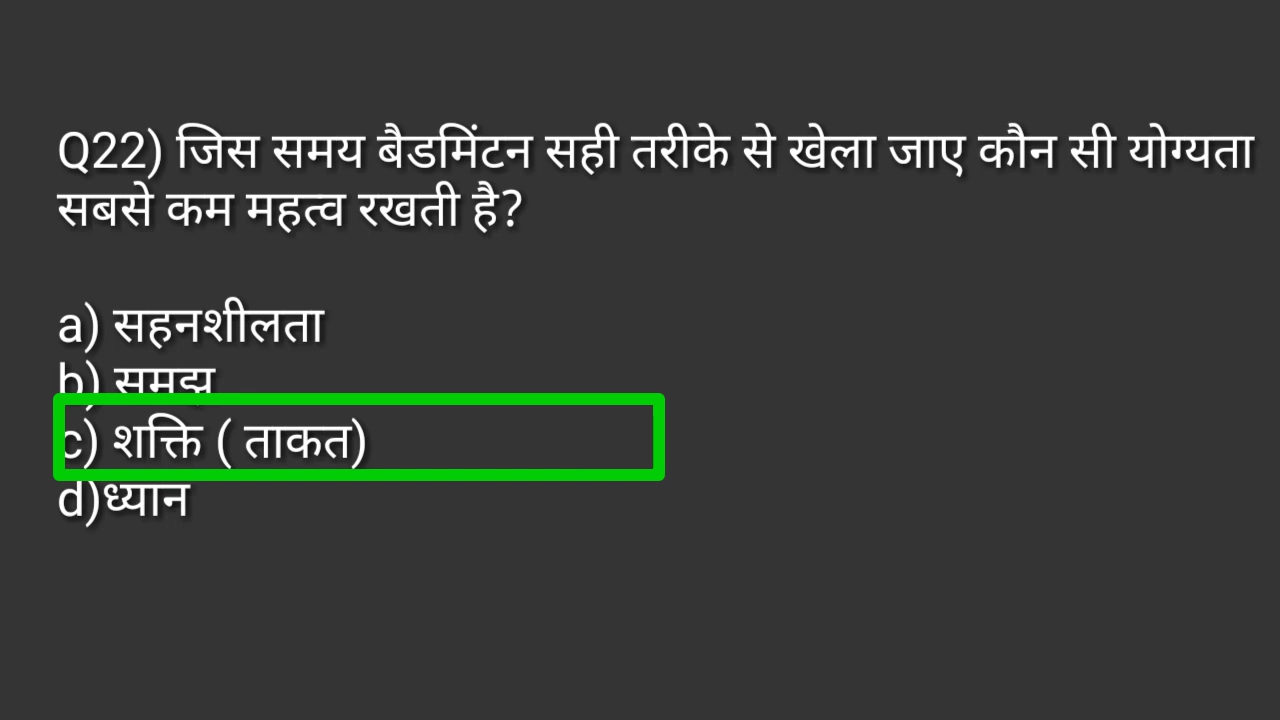 Q22) जिस समय बैडमिंटन सही तरीके से खेला जाए कौन सी योग्यता
सबसे कम महत्व रखती है?
a) सहनशीलता
b) समझ
c) शक्ति ( ताकत)
d)ध्यान